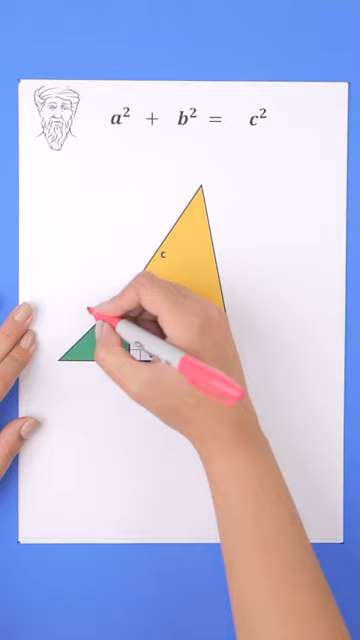 a² + b² = c²
c